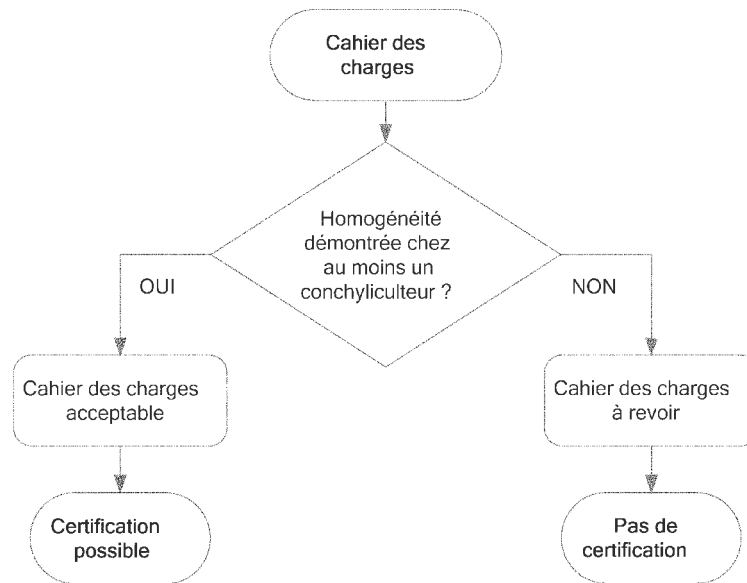 Cahier des
charges
Homogénéité
démontrée chez
au moins un
conchyliculteur ?
OUI
NON
Cahier des charges
acceptable
Cahier des charges
à revoir
Certification
possible
Pas de
certification